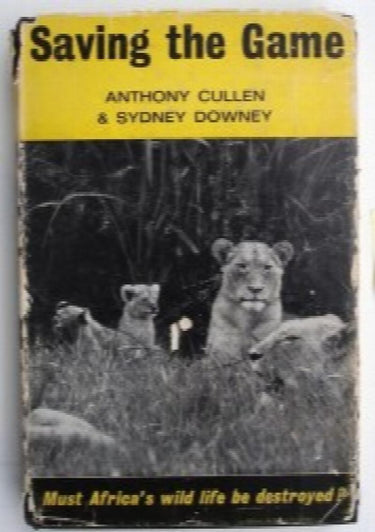 Saving the Game
ANTHONY CULLEN
& SYDNEY DOWNEY
Must Africa's wild life be destroyed?